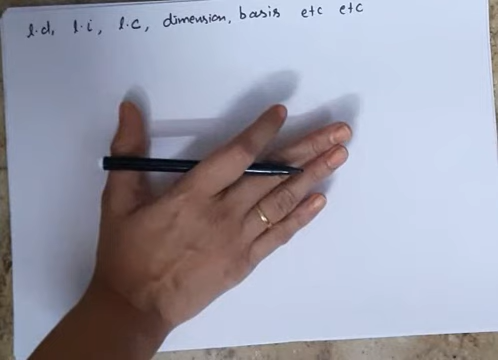 l.d, l.i, l.c, dimension, basis etc etc